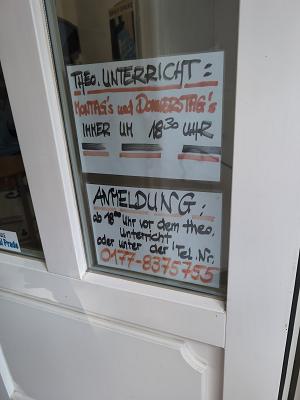 THEO. UNTERRICHT:
MONTAG's und DONNERSTAG's
IMMER UM 18³⁰ UHR
ANMELDUNG:
ab 18⁰⁰ Uhr vor dem theo.
Unterricht
oder unter der Tel. Nr.
0177-8375755